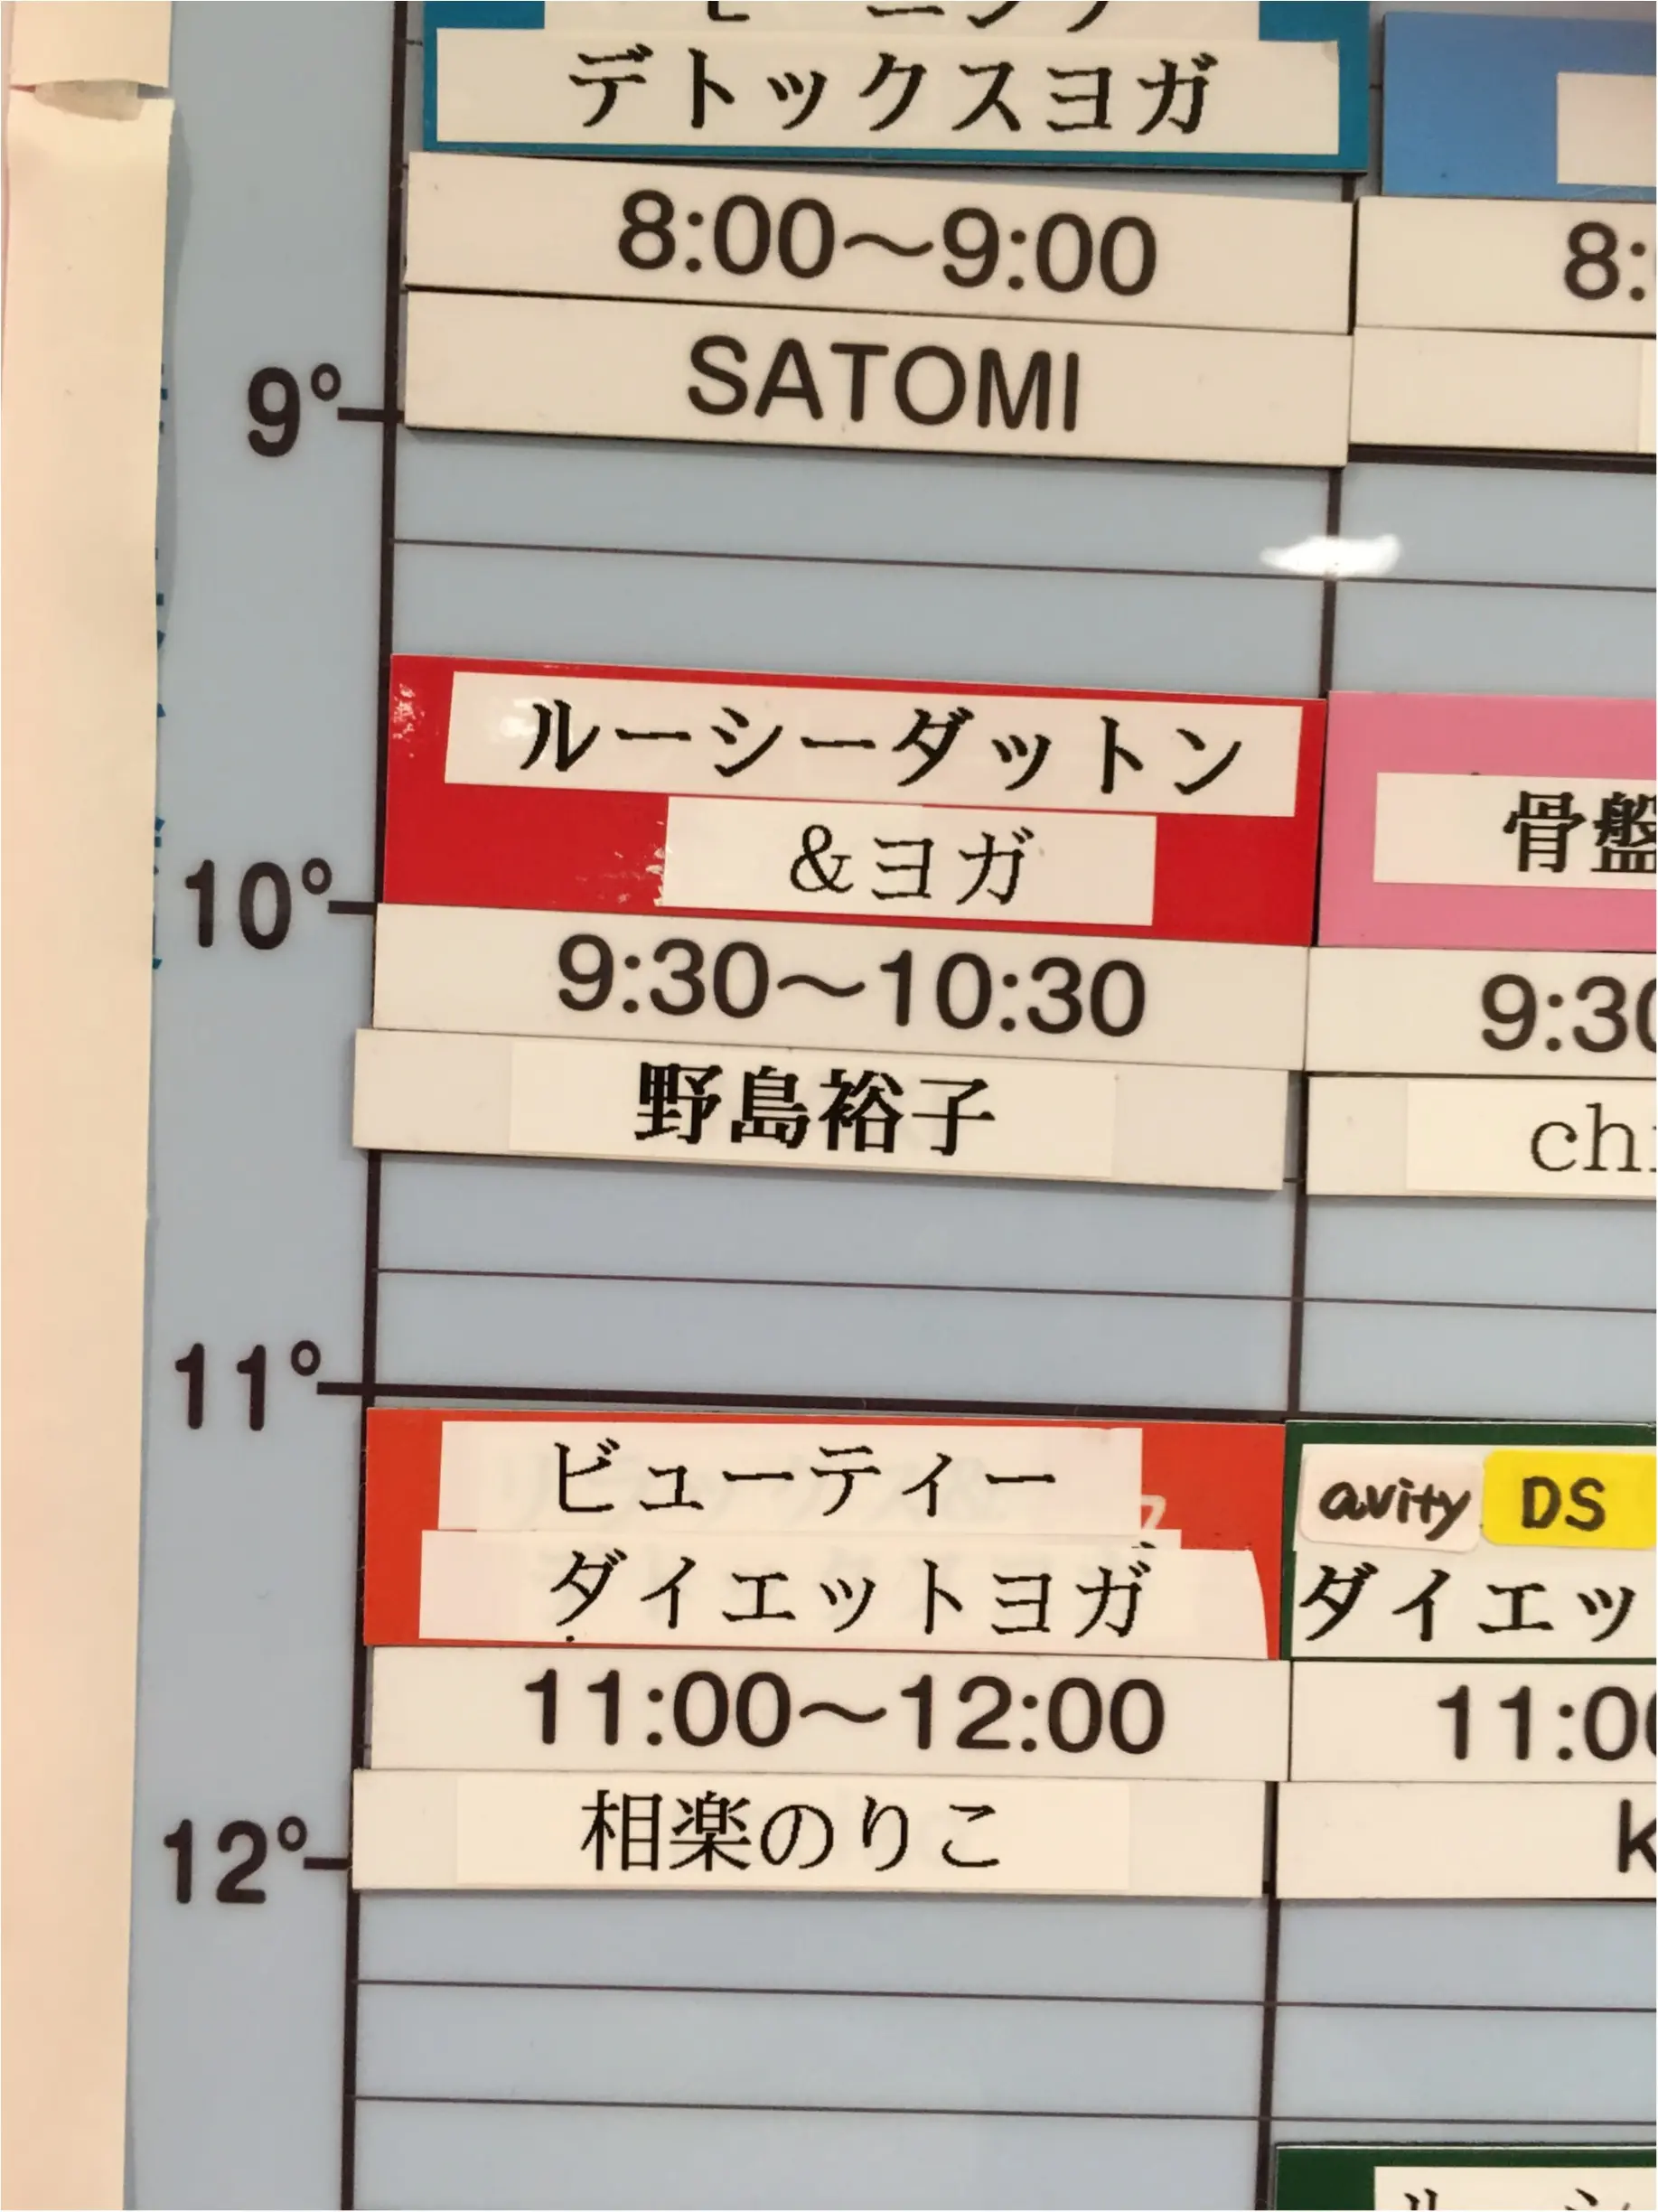 デトックスヨガ
8:00～9:00
SATOMI
9°
ルーシーダットン
&ヨガ
10°
9:30～10:30
野島裕子
11°
ビューティー
ダイエットヨガ
11:00～12:00
相楽のりこ
12°
8:
骨盤
9:30
ch
avity DS
ダイエッ
11:00
k